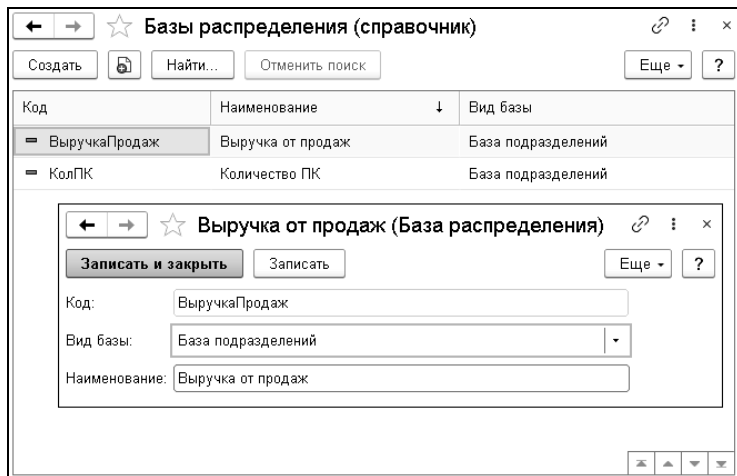 Базы распределения (справочник)
Создать Найти... Отменить поиск Еще ?
Код Наименование Вид базы
ВыручкаПродаж Выручка от продаж База подразделений
КолПК Количество ПК База подразделений
Выручка от продаж (База распределения)
Записать и закрыть Записать Еще ?
Код: ВыручкаПродаж
Вид базы: База подразделений
Наименование: Выручка от продаж